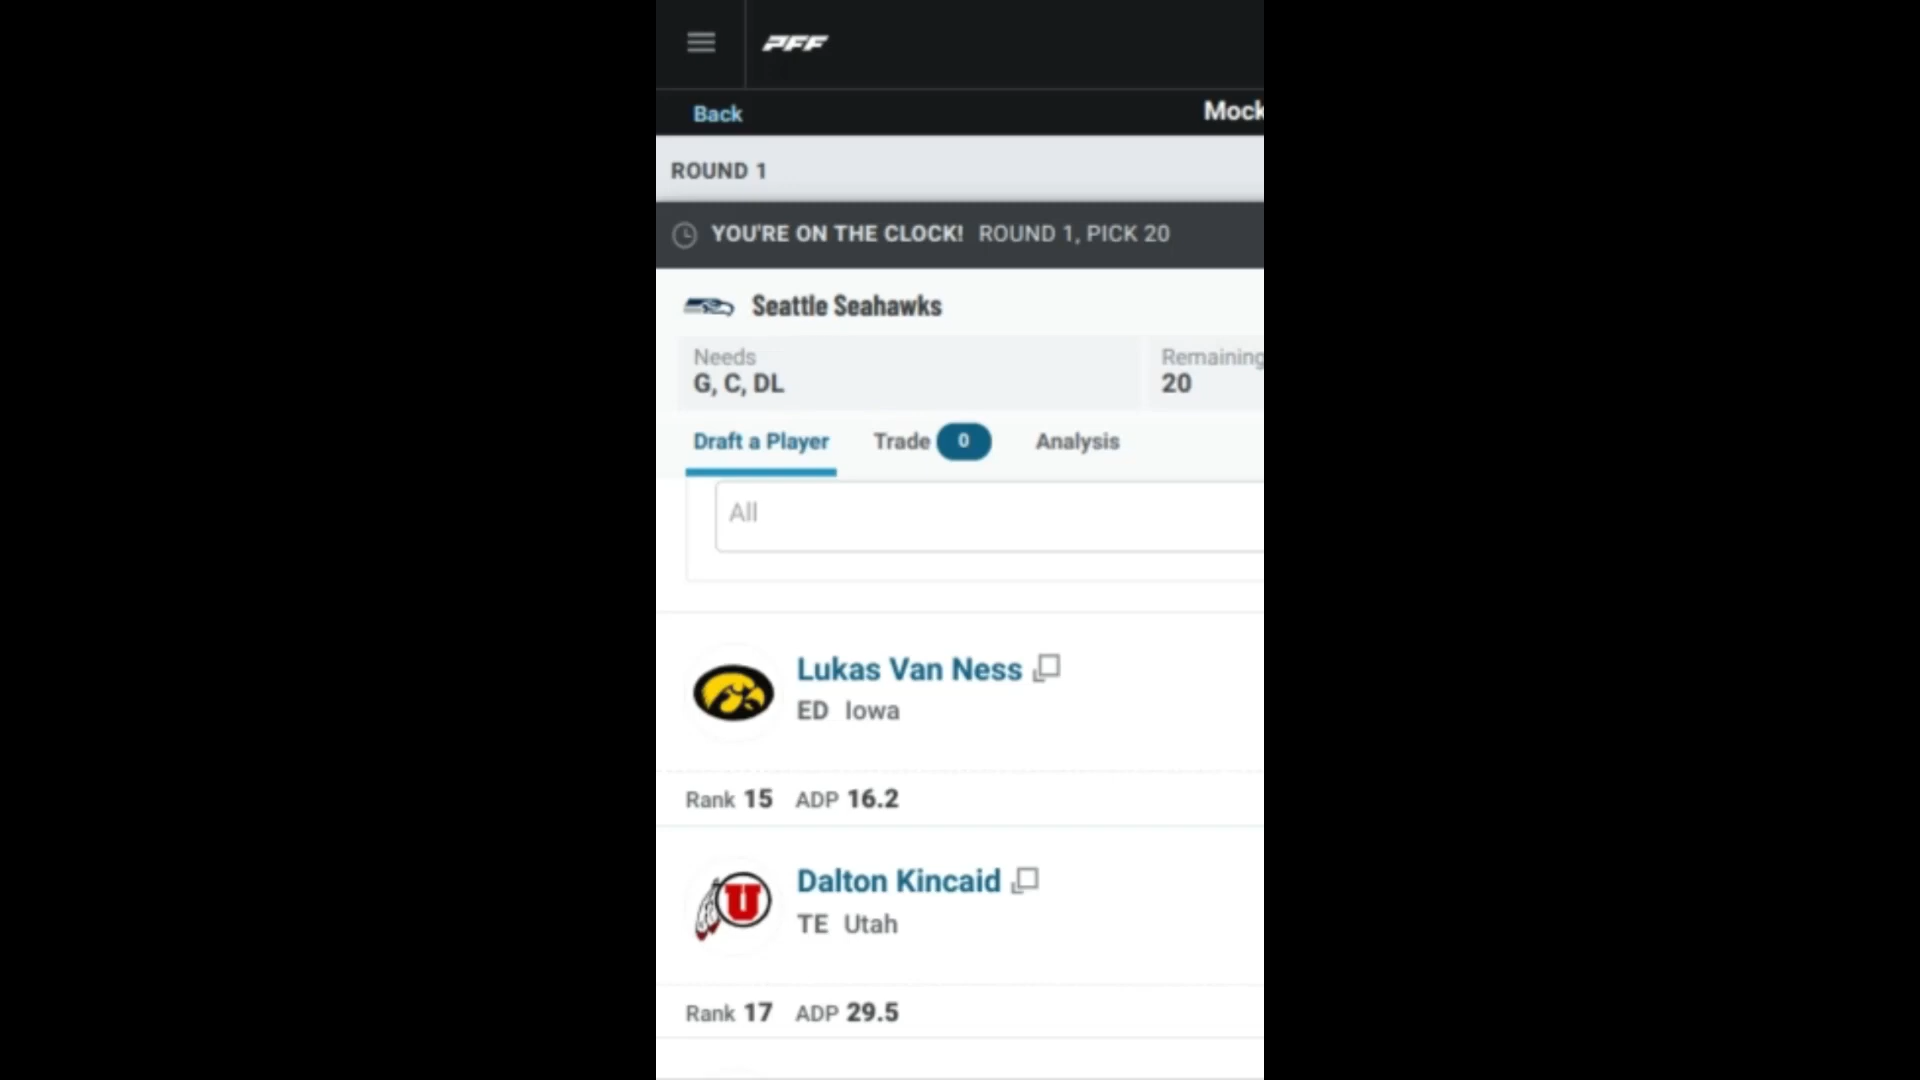 PFF
Back
Mock
ROUND 1
YOU'RE ON THE CLOCK! ROUND 1, PICK 20
Seattle Seahawks
Needs
Remaining
G, C, DL
20
Draft a Player
Trade 0
Analysis
All
Lukas Van Ness
ED Iowa
Rank 15 ADP 16.2
U
Dalton Kincaid
TE Utah
Rank 17 ADP 29.5